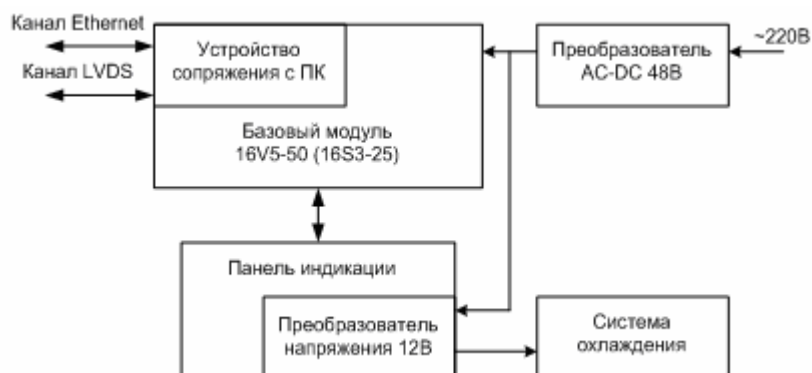 Канал Ethernet
Канал LVDS
Устройство
сопряжения с ПК
Базовый модуль
16V5-50 (16S3-25)
Преобразователь
AC-DC 48В
~220В
Панель индикации
Преобразователь
напряжения 12В
Система
охлаждения